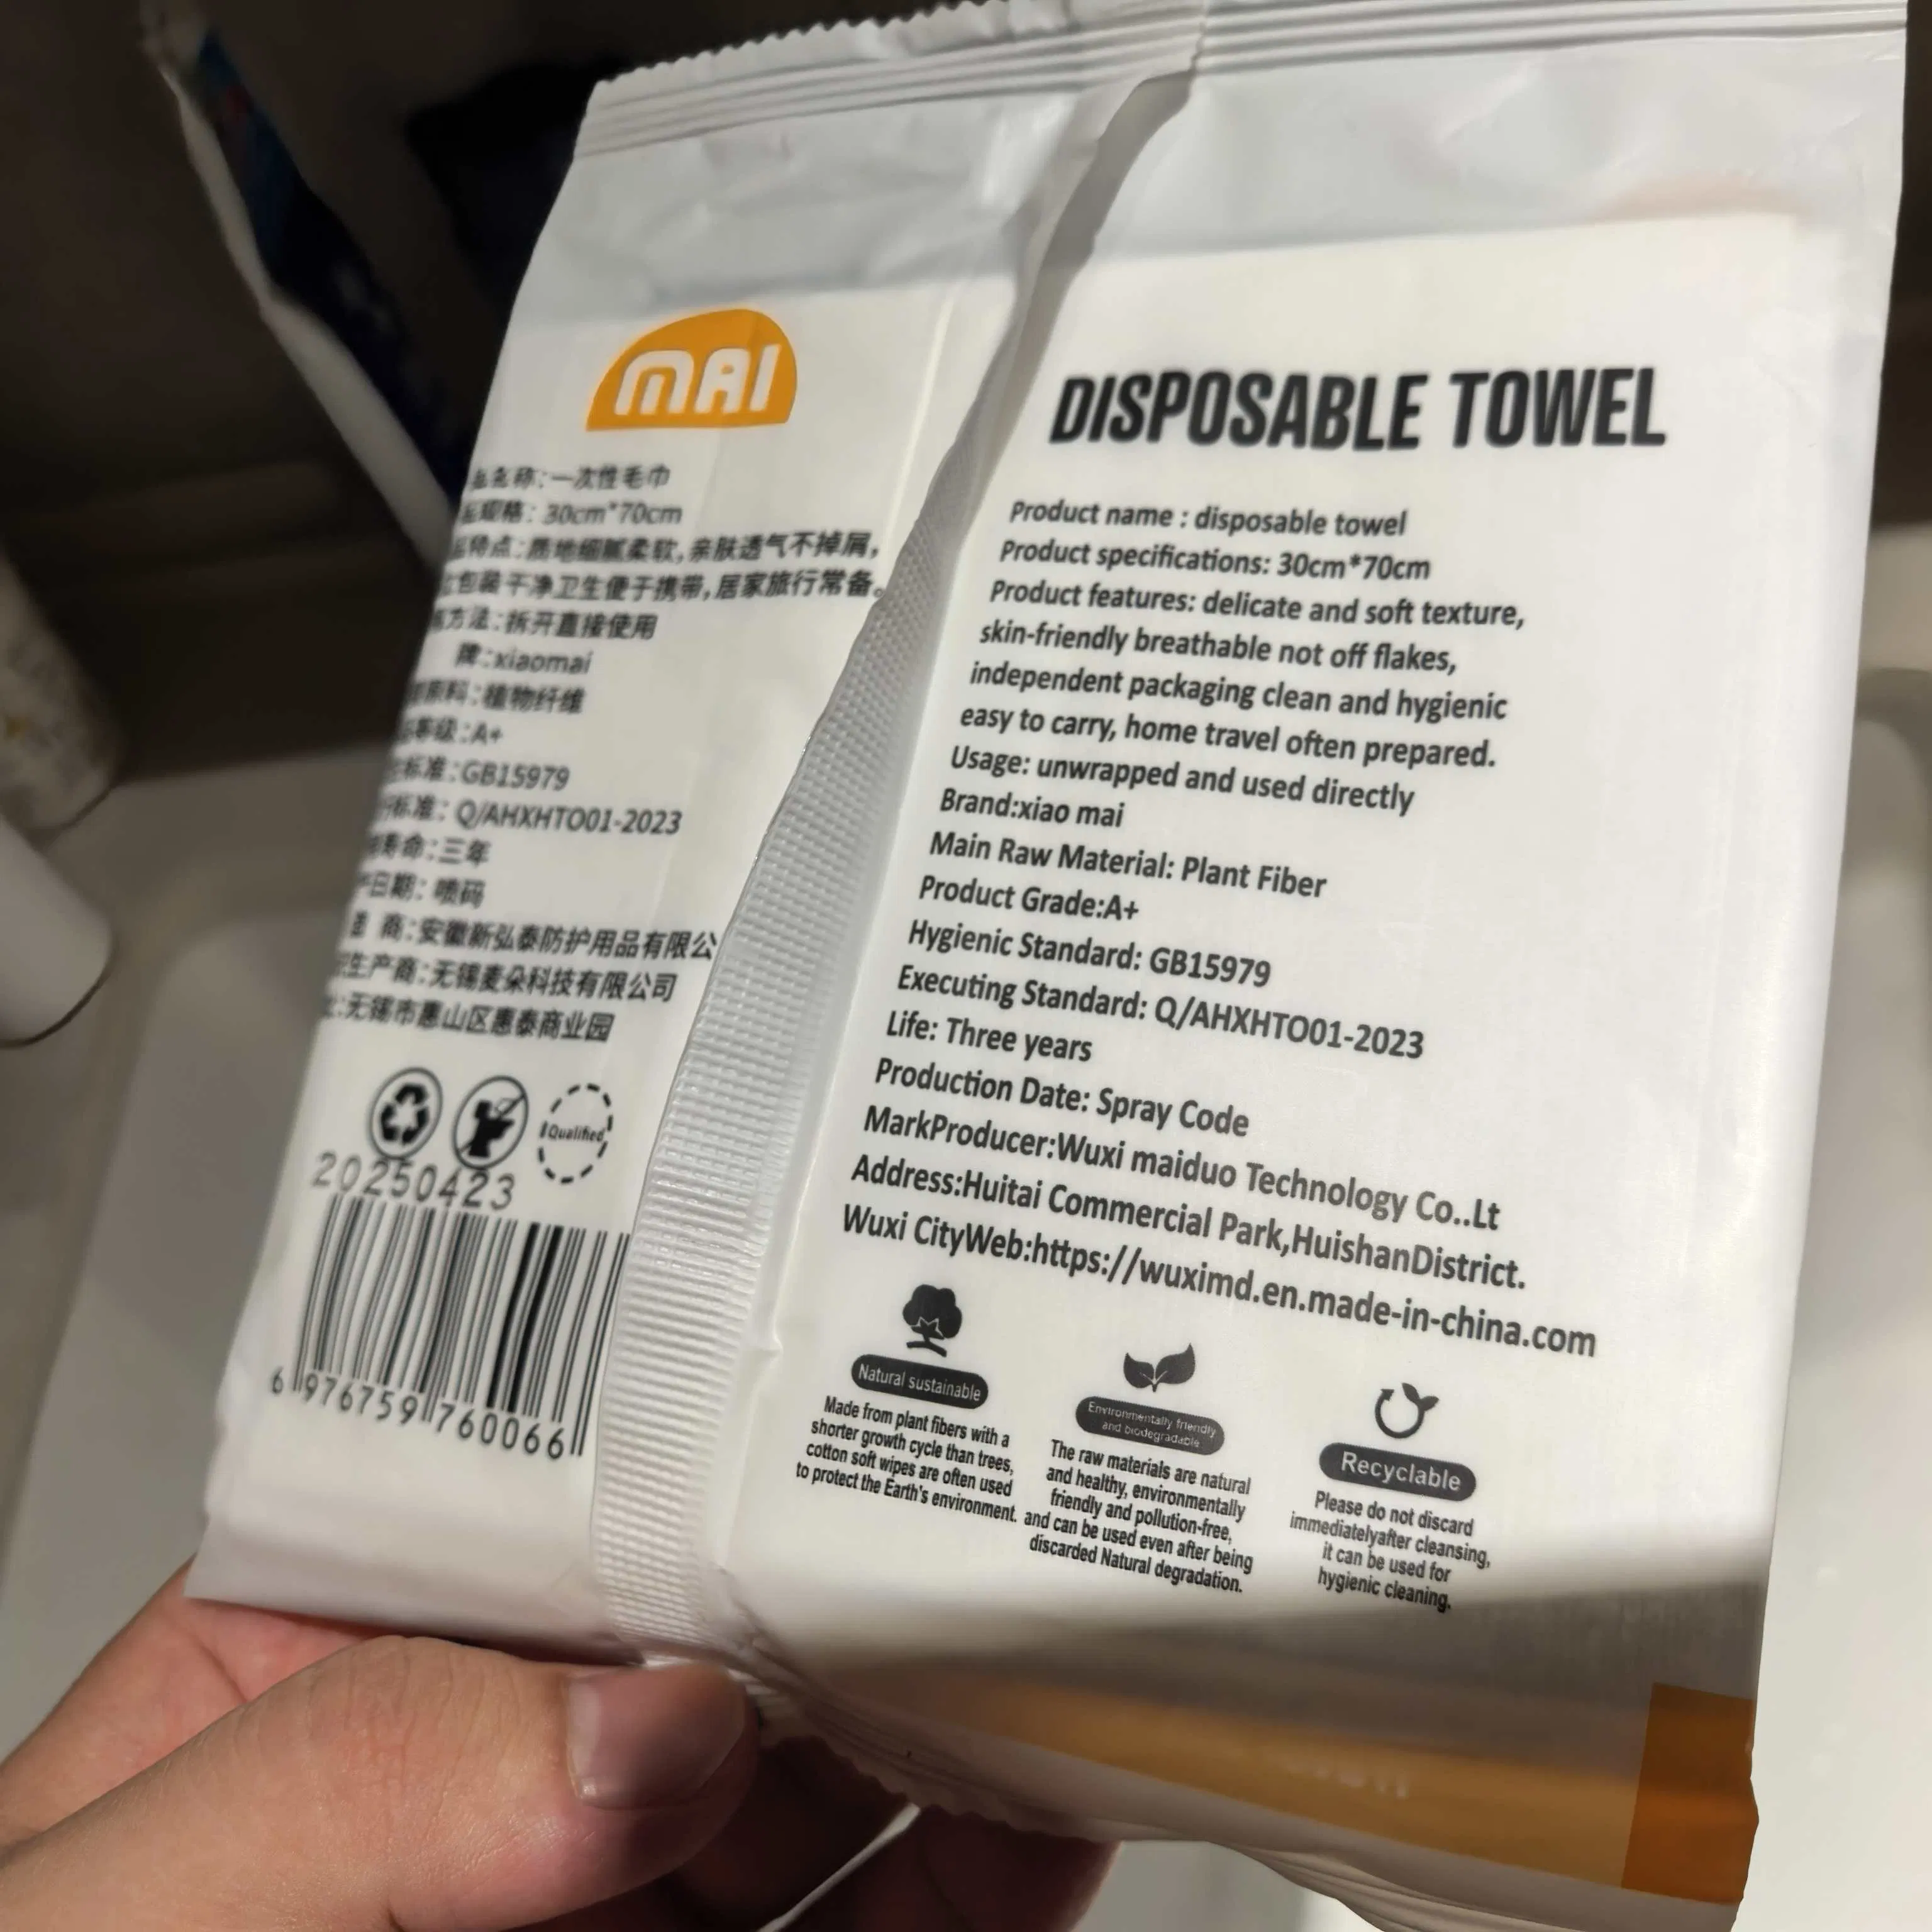 MAI
品名称：一次性毛巾
品规格：30cm*70cm
品特点：质地细腻柔软，亲肤透气不掉屑，
包装干净卫生便于携带，居家旅行常备。
方法：拆开直接使用
牌：xiaomai
原料：植物纤维
等级：A+
标准：GB15979
标准：Q/AHXHTO01-2023
寿命：三年
产日期：喷码
商：安徽新弘泰防护用品有限公
生产商：无锡麦朵科技有限公司
址：无锡市惠山区惠泰商业园
Qualified
20250423
6 976759 760066
DISPOSABLE TOWEL
Product name : disposable towel
Product specifications: 30cm*70cm
Product features: delicate and soft texture,
skin-friendly breathable not off flakes,
independent packaging clean and hygienic
easy to carry, home travel often prepared.
Usage: unwrapped and used directly
Brand:xiao mai
Main Raw Material: Plant Fiber
Product Grade:A+
Hygienic Standard: GB15979
Executing Standard: Q/AHXHTO01-2023
Life: Three years
Production Date: Spray Code
MarkProducer:Wuxi maiduo Technology Co..Lt
Address:Huitai Commercial Park,HuishanDistrict.
Wuxi CityWeb:https://wuximd.en.made-in-china.com
Natural sustainable
Made from plant fibers with a
shorter growth cycle than trees,
cotton soft wipes are often used
to protect the Earth's environment.
Environmentally friendly
and biodegradable
The raw materials are natural
and healthy, environmentally
friendly and pollution-free,
and can be used even after being
discarded Natural degradation.
Recyclable
Please do not discard
immediatelyafter cleansing,
it can be used for
hygienic cleaning.